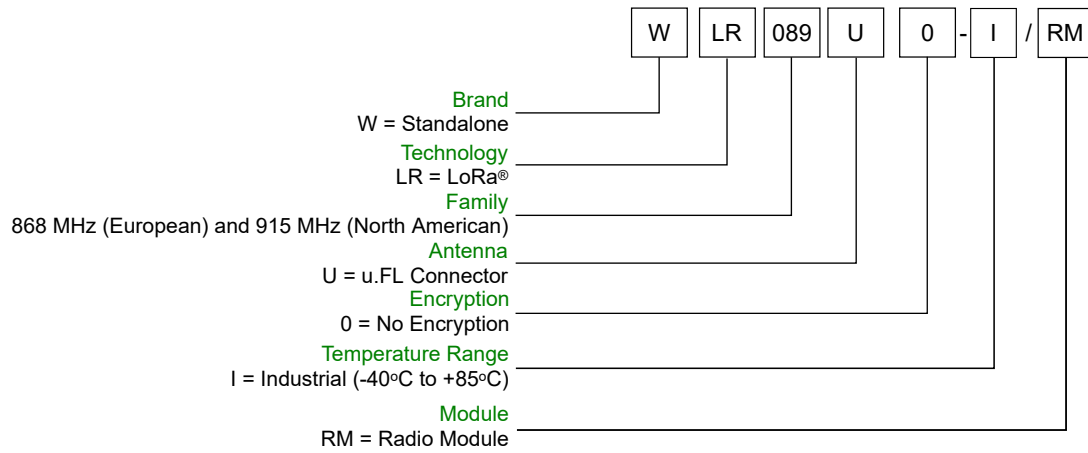 W LR 089 U 0 - I / RM
Brand
W = Standalone
Technology
LR = LoRa®
Family
868 MHz (European) and 915 MHz (North American)
Antenna
U = u.FL Connector
Encryption
0 = No Encryption
Temperature Range
I = Industrial (-40oC to +85oC)
Module
RM = Radio Module